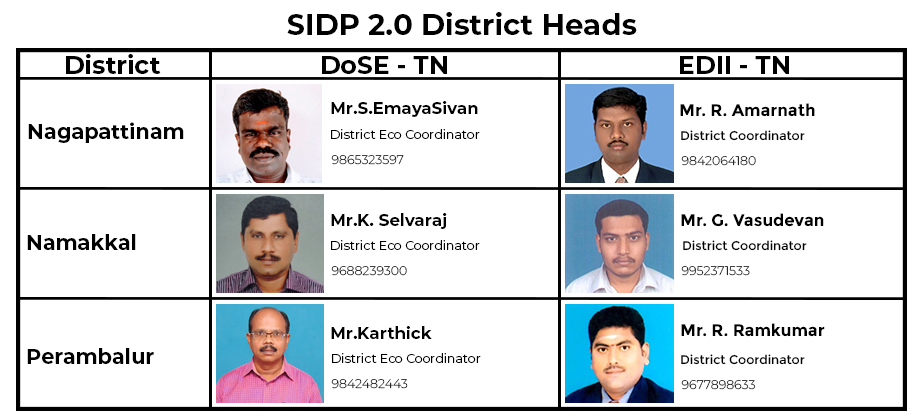 SIDP 2.0 District Heads
District DoSE - TN EDII - TN
Nagapattinam
Mr.S.EmayaSivan
District Eco Coordinator
9865323597
Mr. R. Amarnath
District Coordinator
9842064180
Namakkal
Mr.K. Selvaraj
District Eco Coordinator
9688239300
Mr. G. Vasudevan
District Coordinator
9952371533
Perambalur
Mr.Karthick
District Eco Coordinator
9842482443
Mr. R. Ramkumar
District Coordinator
9677898633